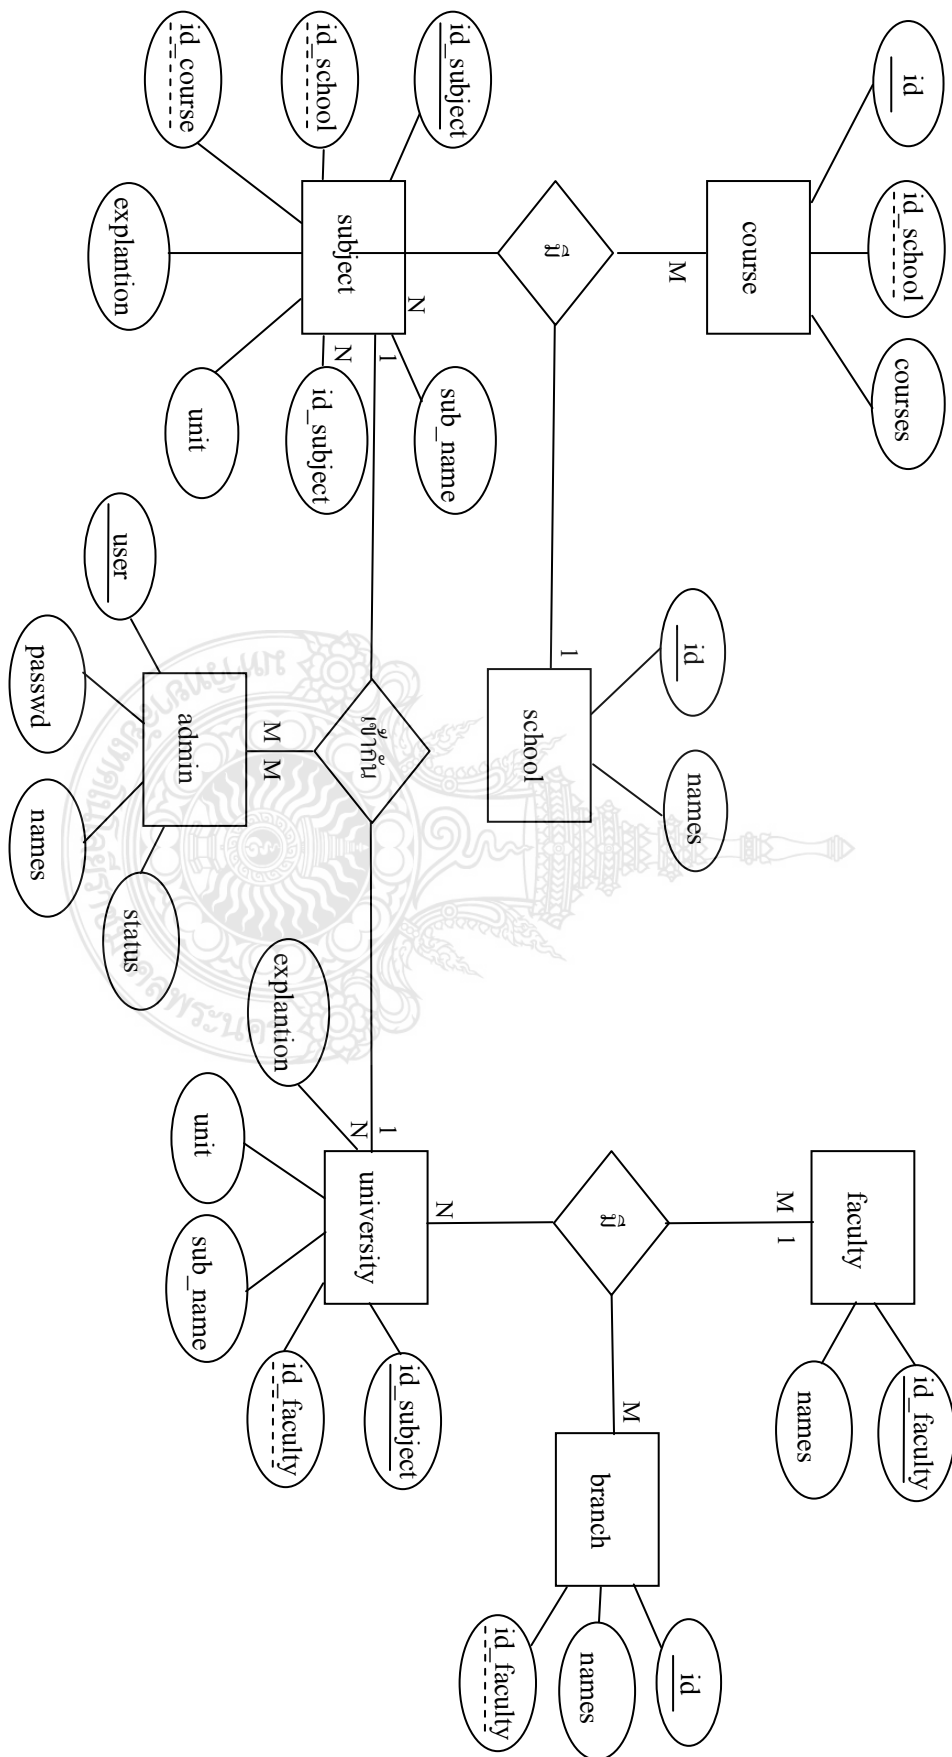 id
id_school
courses
id_faculty
faculty
names
course
M 1
M
id
names
id
M
มี
1
มี
names
branch
school
id_faculty
N
sub_name
N
1
1
id_subject
id_subject
university
subject
เข้ากัน
N
N
id_school
id_subject
explantion
id_faculty
M M
id_course
unit
admin
unit
sub_name
explantion
user
status
passwd
names